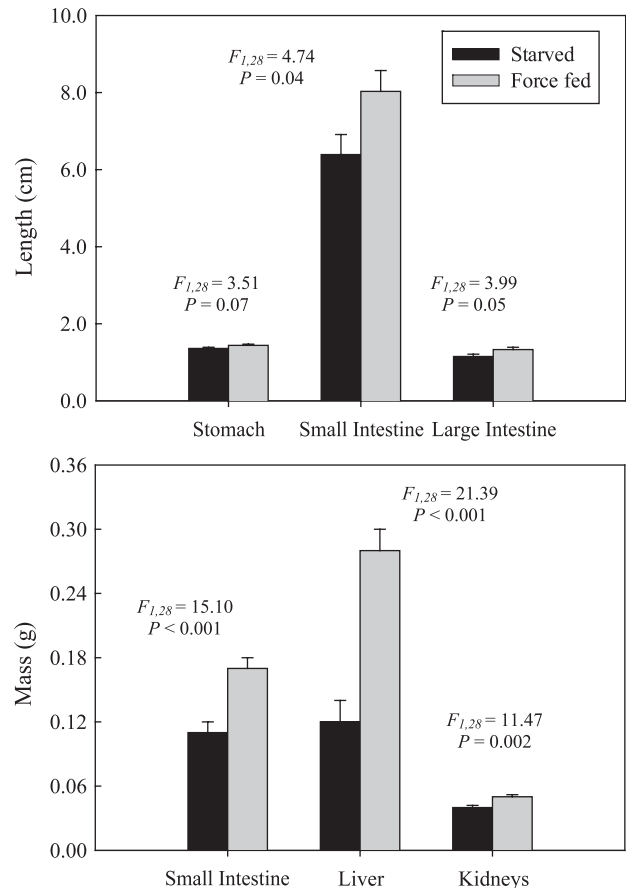 10.0
8.0
6.0
4.0
2.0
0.0
Length (cm)
Starved
Force fed
F1,28 = 4.74
P = 0.04
F1,28 = 3.51
P = 0.07
F1,28 = 3.99
P = 0.05
Stomach Small Intestine Large Intestine
0.36
0.30
0.24
0.18
0.12
0.06
0.00
Mass (g)
F1,28 = 21.39
P < 0.001
F1,28 = 15.10
P < 0.001
F1,28 = 11.47
P = 0.002
Small Intestine Liver Kidneys